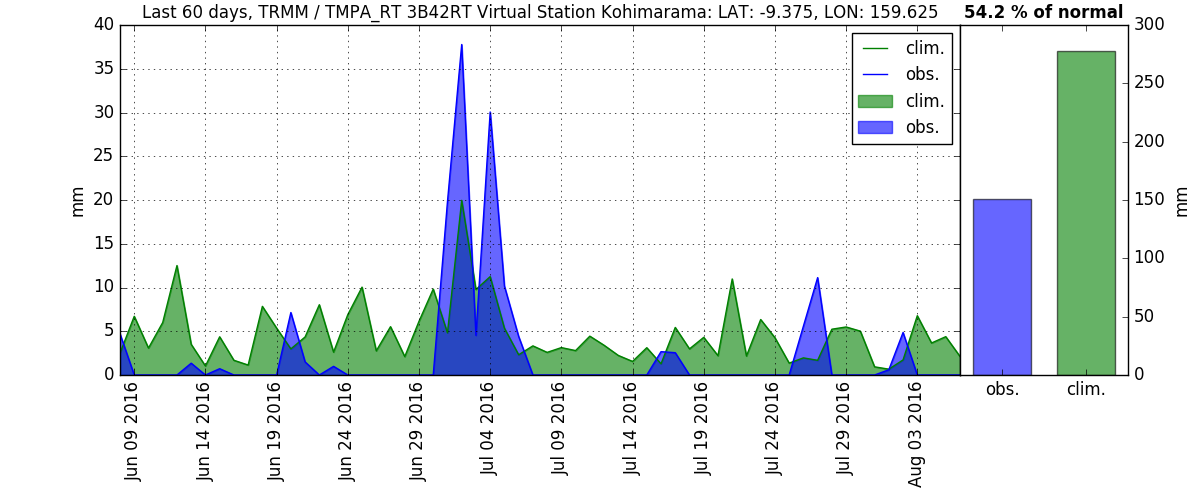 Last 60 days, TRMM / TMPA_RT 3B42RT Virtual Station Kohimarama: LAT: -9.375, LON: 159.625
54.2 % of normal
40
35
30
25
20
15
10
5
0
mm
clim.
obs.
clim.
obs.
Jun 09 2016
Jun 14 2016
Jun 19 2016
Jun 24 2016
Jun 29 2016
Jul 04 2016
Jul 09 2016
Jul 14 2016
Jul 19 2016
Jul 24 2016
Jul 29 2016
Aug 03 2016
300
250
200
150
100
50
0
mm
obs.
clim.